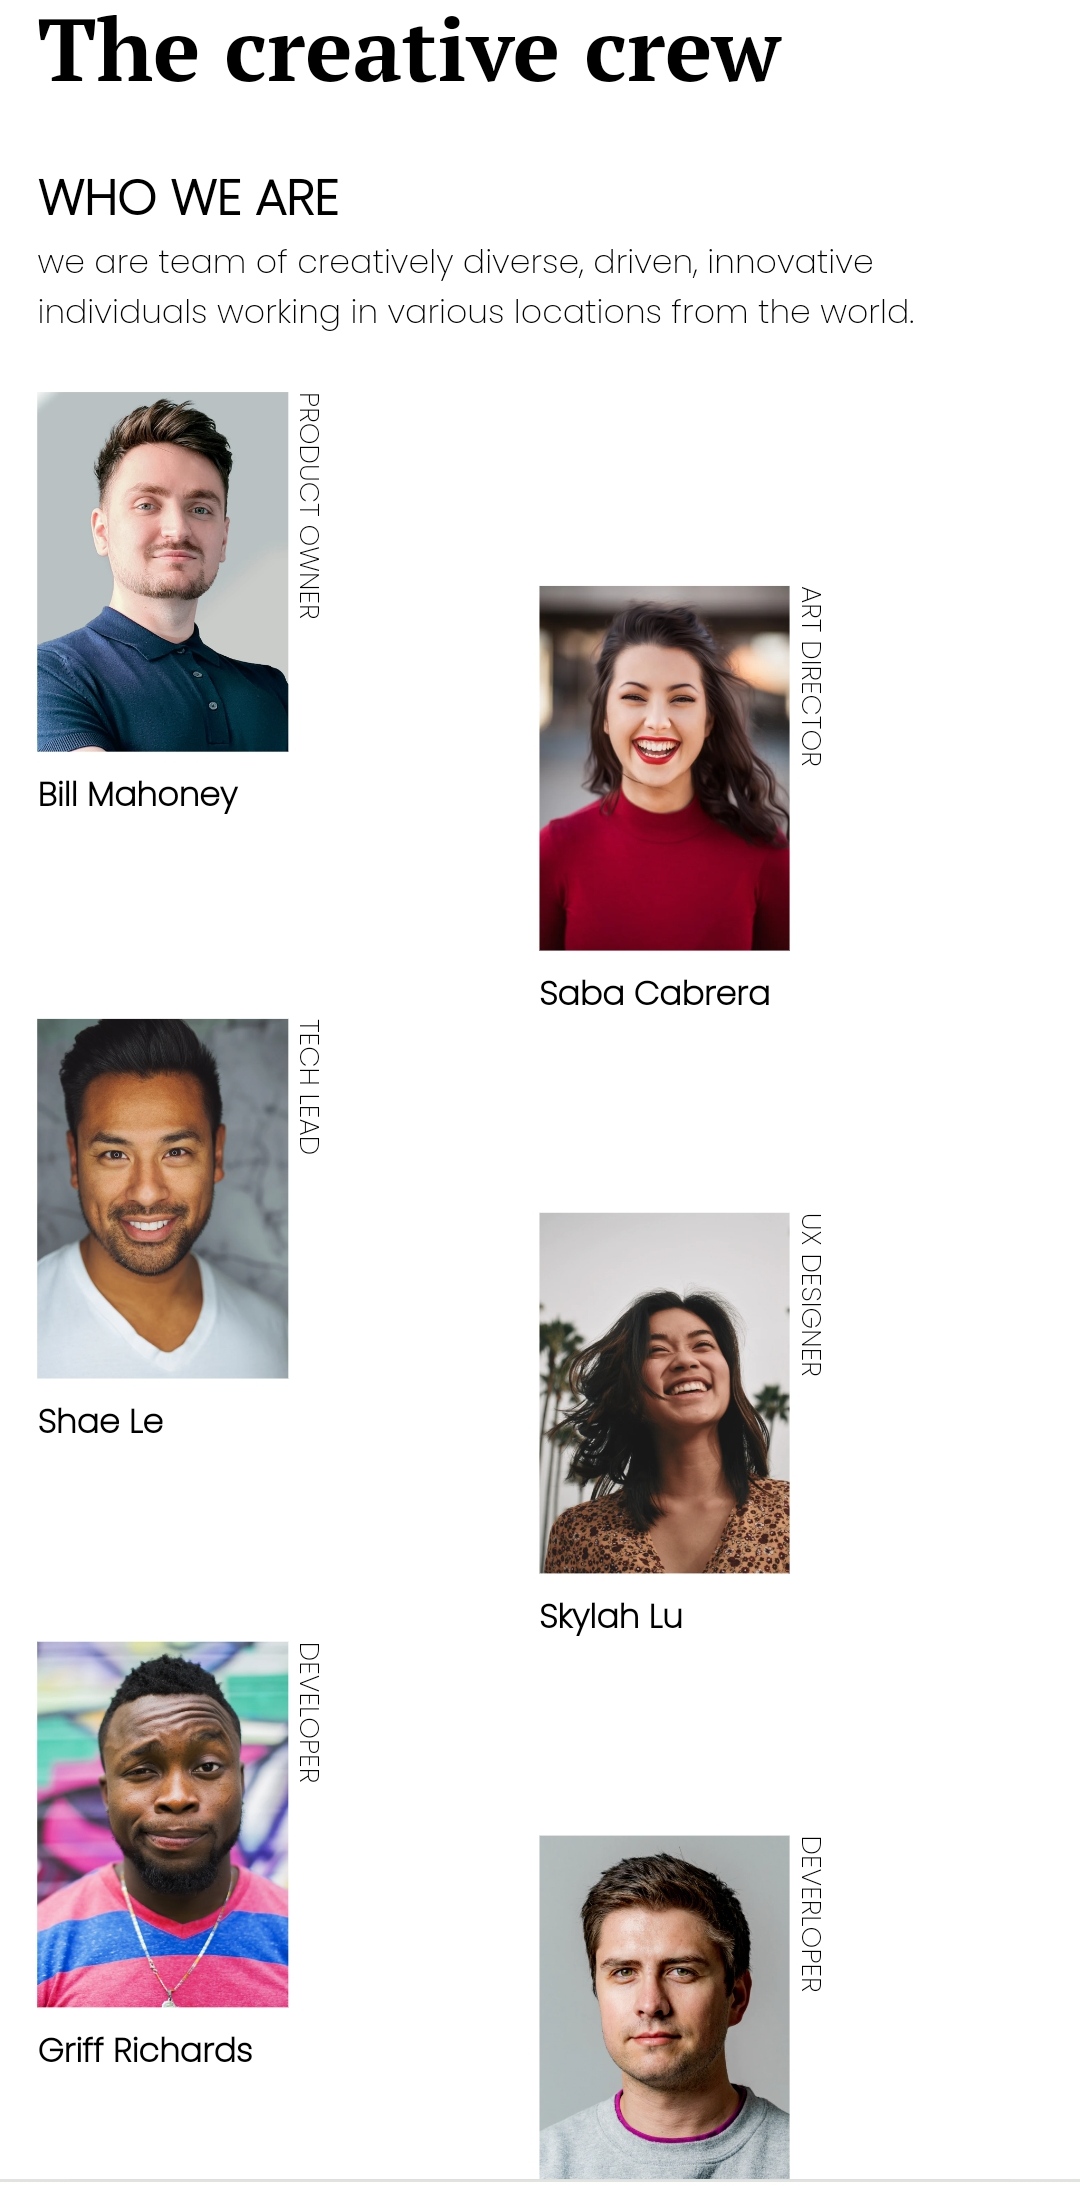 The creative crew
WHO WE ARE
we are team of creatively diverse, driven, innovative
individuals working in various locations from the world.
PRODUCT OWNER
Bill Mahoney
ART DIRECTOR
Saba Cabrera
TECH LEAD
Shae Le
UX DESIGNER
Skylah Lu
DEVELOPER
Griff Richards
DEVERLOPER